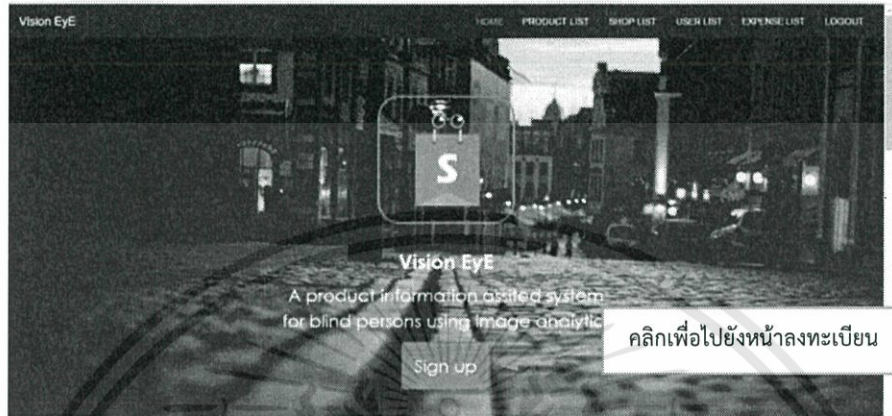 Vision EyE
HOME PRODUCT LIST SHOP LIST USER LIST EXPENSE LIST LOGOUT
S
Vision EyE
A product information assited system
for blind persons using image analytic
คลิกเพื่อไปยังหน้าลงทะเบียน
Sign up